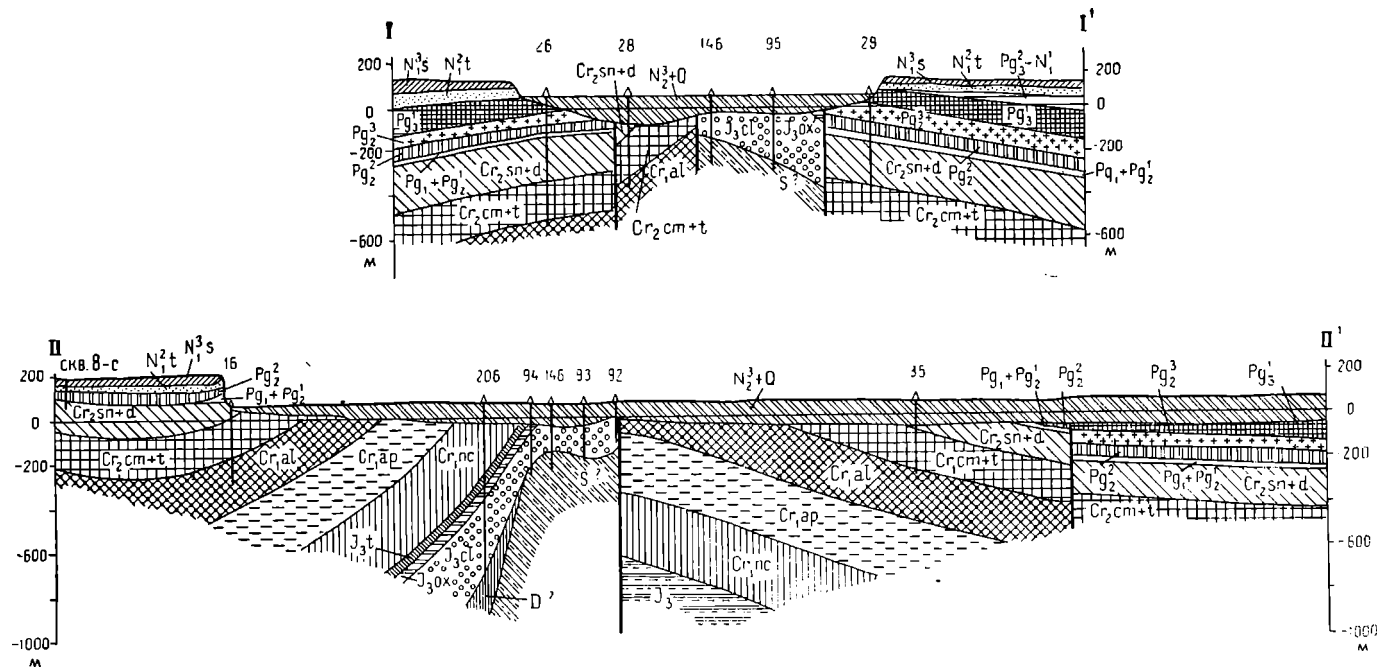 I I'
26 28 146 95 29
200 N₁³s N₁²t Cr₂sn+d N₂³+Q N₁³s N₁²t Pg₃²-N₁¹ 200
0 Pg₃¹ J₃cl J₃ox Pg₃¹ 0
Pg₂³ Pg₂³
-200 Pg₂² Pg₁+Pg₂¹ Cr₂sn+d Cr₁al S Cr₂sn+d Pg₂² Pg₁+Pg₂¹ -200
Cr₂cm+t Cr₂cm+t Cr₂cm+t
-600 -600
м м
II II'
скв. 8-с N₁²t N₁³s 16 Pg₂² 206 94 146 93 92 N₂³+Q 35 Pg₁+Pg₂¹ Pg₂² Pg₂³ Pg₃¹
200 Pg₁+Pg₂¹ 200
0 Cr₂sn+d Cr₂sn+d 0
-200 Cr₂cm+t Cr₁al Cr₁ap Cr₁nc S? Cr₁al Cr₁cm+t Pg₂² Pg₁+Pg₂ Cr₂sn+d -200
Cr₁ap Cr₂cm+t
-600 J₃t J₃cl Cr₁nc -600
J₃ox D? J₃
-1000 -1000
м м